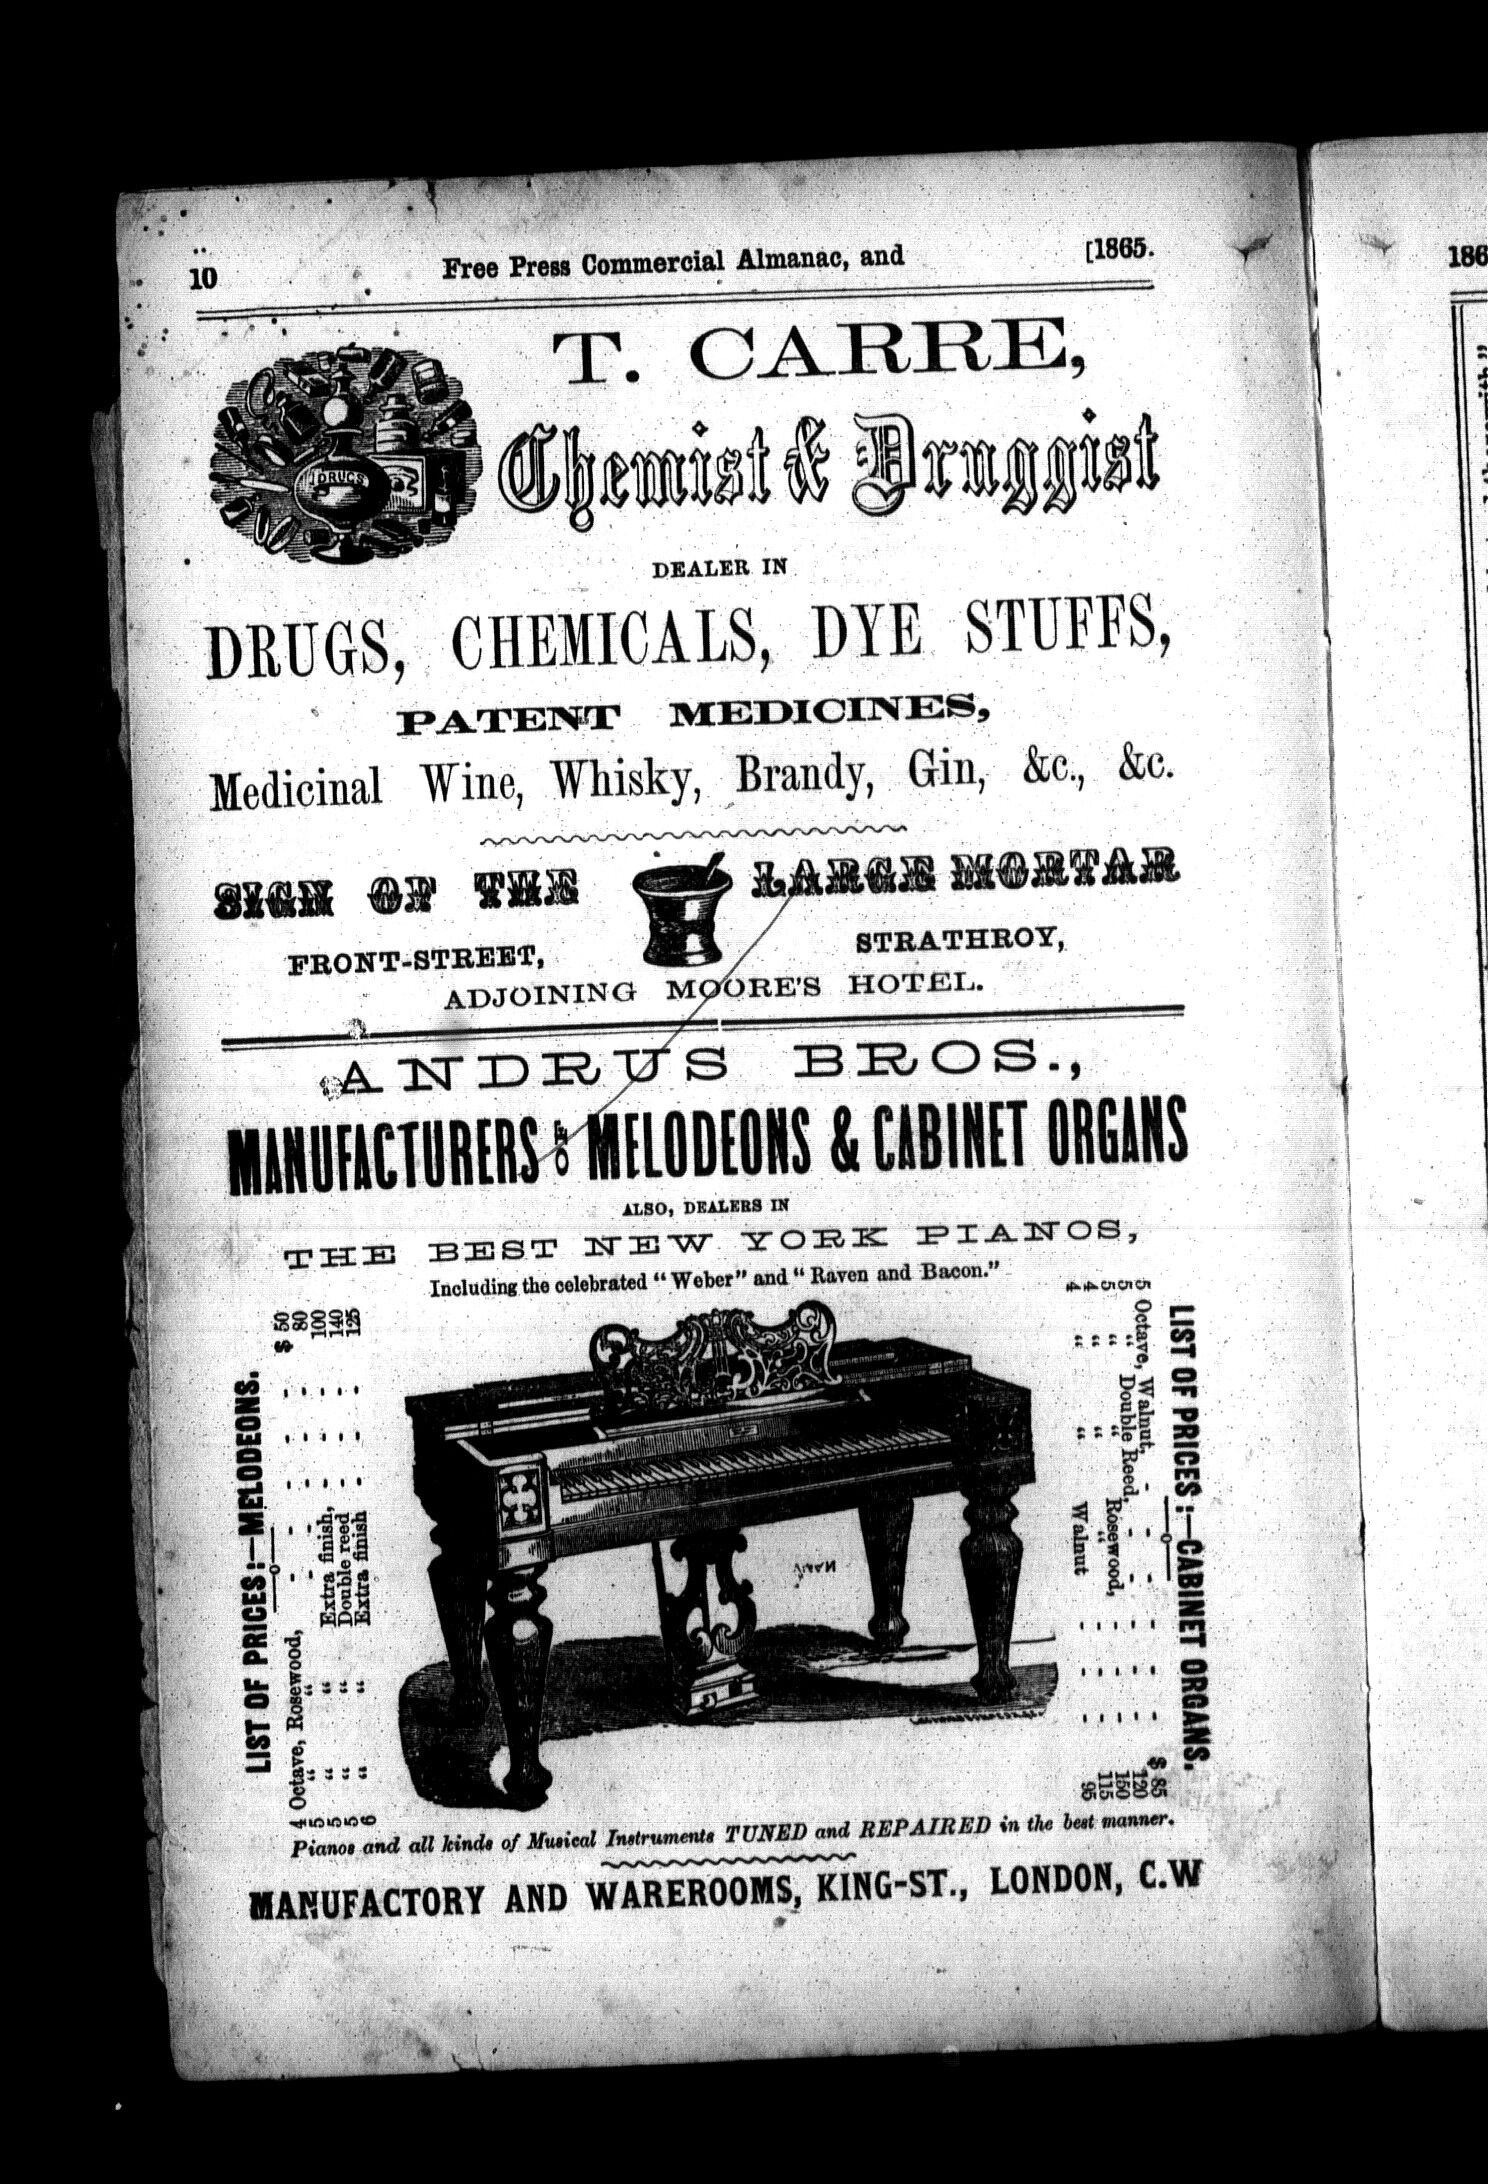 10 Free Press Commercial Almanac, and [1865.
T. CARRE,
DRUGS
Chemist & Druggist
DEALER IN
DRUGS, CHEMICALS, DYE STUFFS,
PATENT MEDICINES,
Medicinal Wine, Whisky, Brandy, Gin, &c., &c.
SIGN OF THE LARGE MORTAR
FRONT-STREET, STRATHROY,
ADJOINING MOORE'S HOTEL.
ANDRUS BROS.,
MANUFACTURERS OF MELODEONS & CABINET ORGANS
ALSO, DEALERS IN
THE BEST NEW YORK PIANOS,
Including the celebrated "Weber" and "Raven and Bacon."
LIST OF PRICES:—MELODEONS.
4 Octave, Rosewood, - - - - $ 50
5 " " - - - - 80
5 " " Extra finish, - - - 100
5 " " Double reed - - - 140
6 " " Extra finish - - - 125
LIST OF PRICES:—CABINET ORGANS.
5 Octave, Walnut, - - - - - - $ 85
5 " Double Reed, - - - - - 120
5 " " Rosewood, - - - 150
4 " " " - - - 115
4 " " Walnut - - - 95
Pianos and all kinds of Musical Instruments TUNED and REPAIRED in the best manner.
MANUFACTORY AND WAREROOMS, KING-ST., LONDON, C.W
186